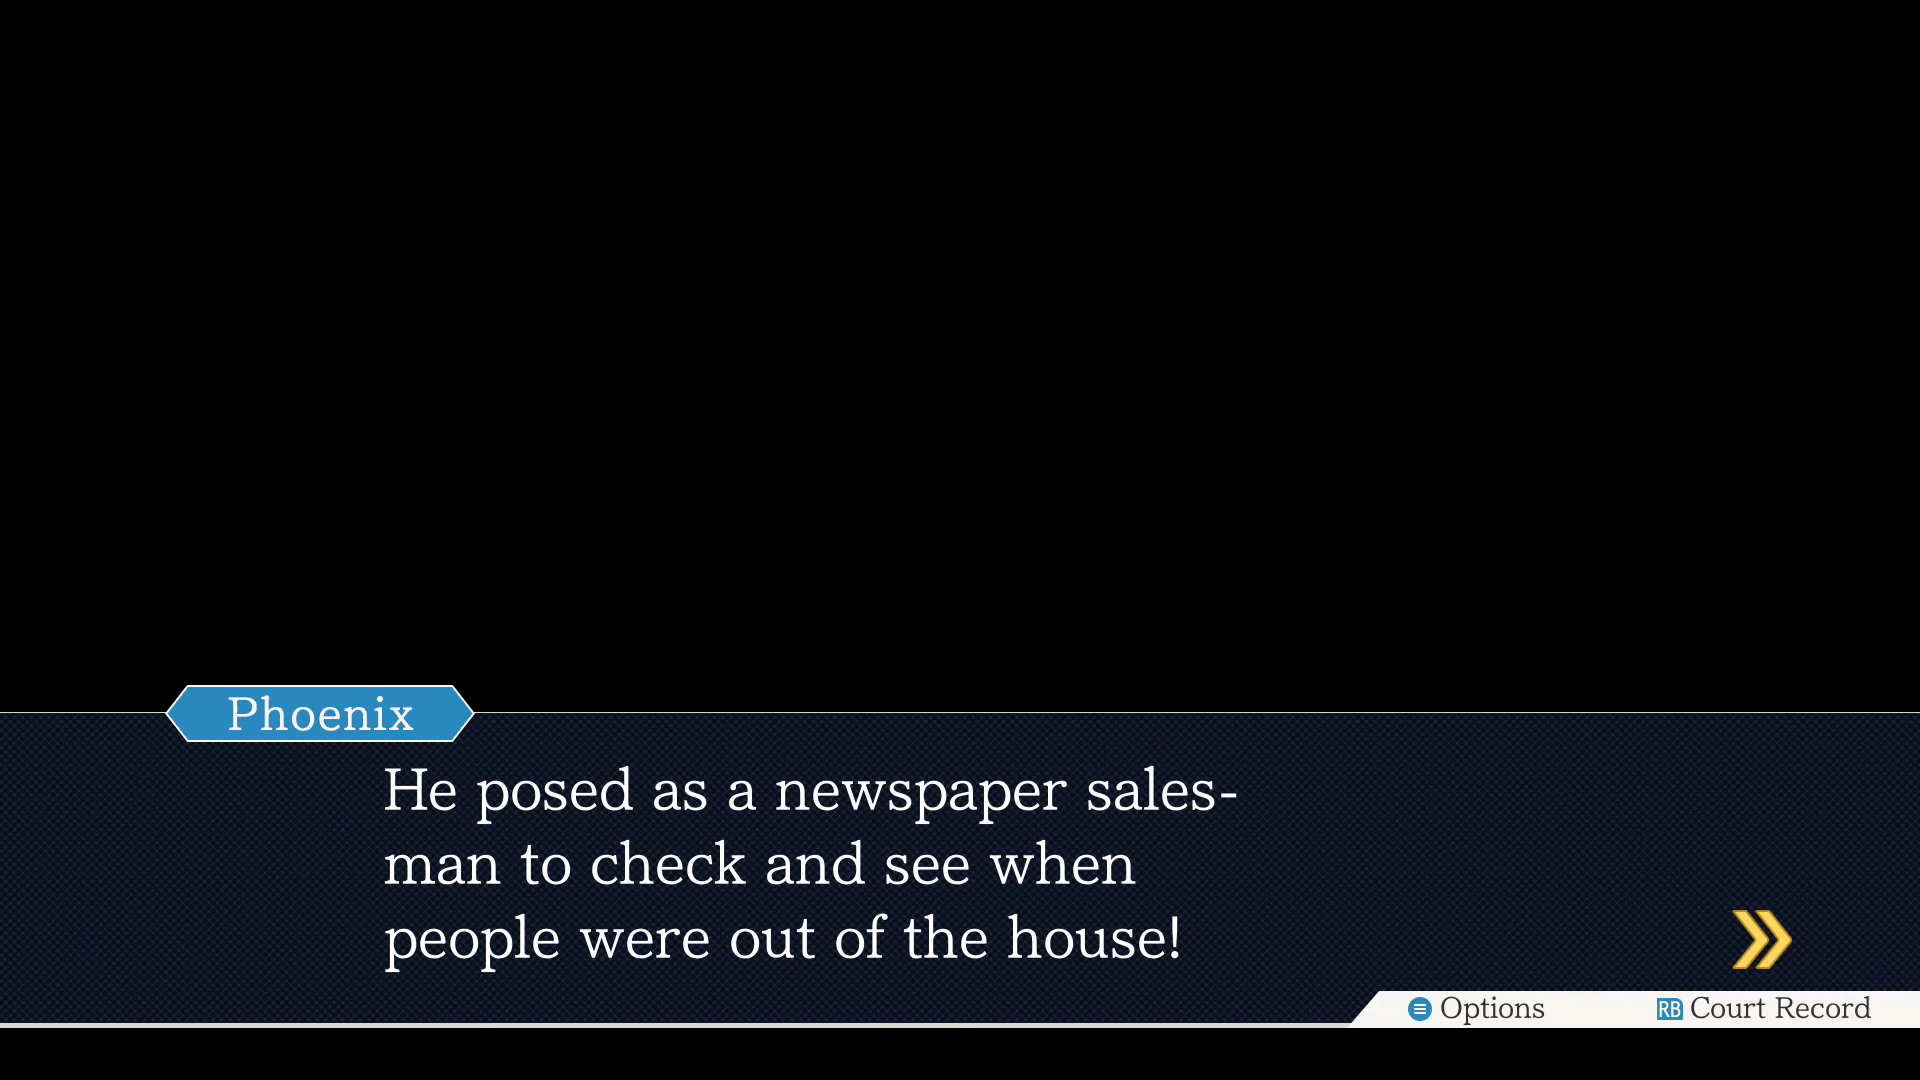 Phoenix
He posed as a newspaper sales-
man to check and see when
people were out of the house!
Options
RB Court Record